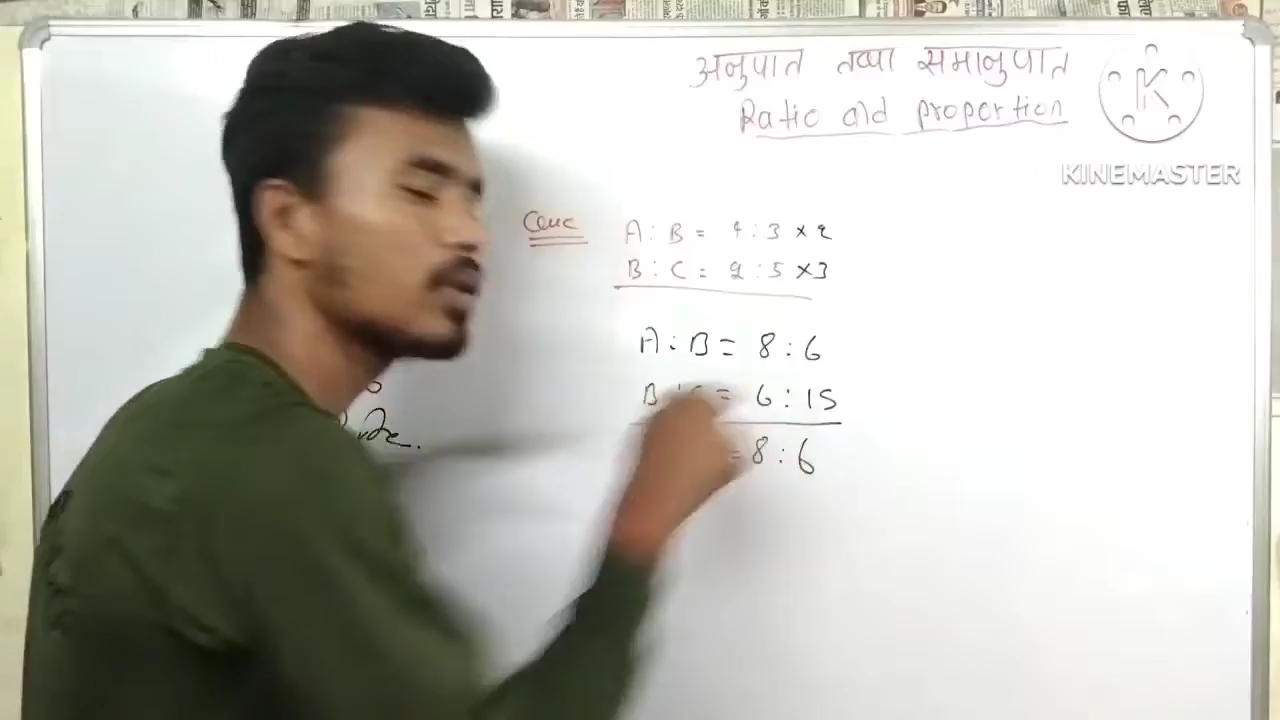 अनुपात तथा समानुपात
Ratio and proportion
KINEMASTER
A : B = 4 : 3 × 2
B : C = 2 : 5 × 3
A : B = 8 : 6
B : C = 6 : 15
= 8 : 6